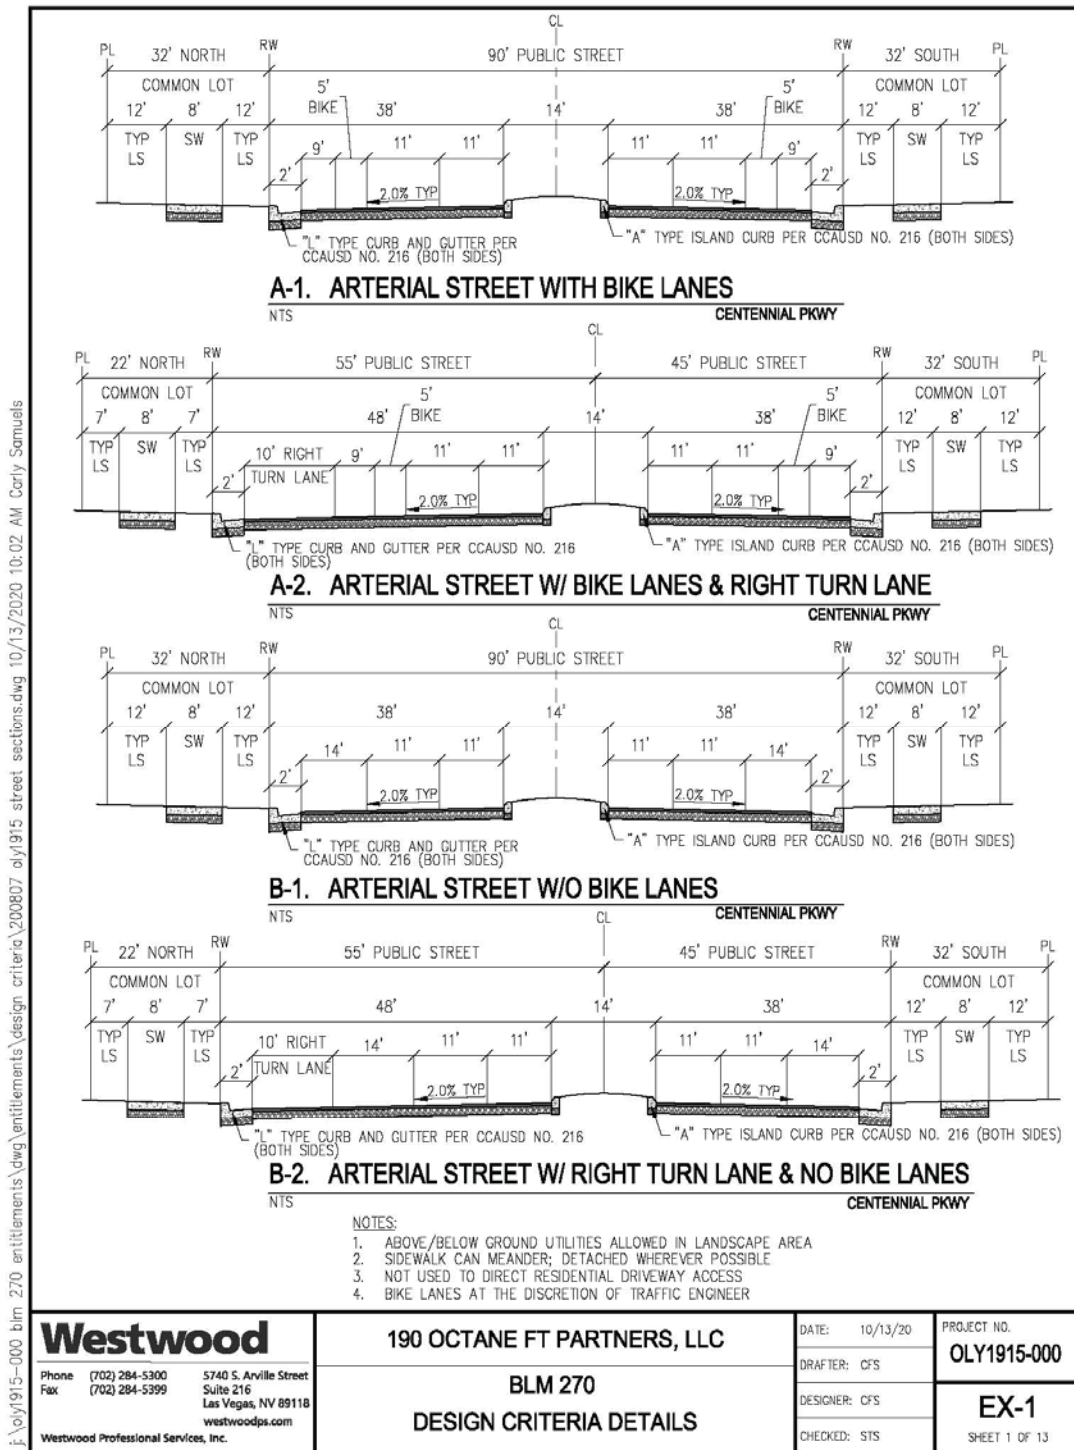 CL
PL 32' NORTH RW 90' PUBLIC STREET RW 32' SOUTH PL
COMMON LOT 5' BIKE 5' BIKE COMMON LOT
12' 8' 12' 38' 14' 38' 12' 8' 12'
TYP LS SW TYP LS 9' 11' 11' 11' 11' 9' TYP LS SW TYP LS
2' 2.0% TYP 2.0% TYP 2'
"L" TYPE CURB AND GUTTER PER
CCAUSD NO. 216 (BOTH SIDES)
"A" TYPE ISLAND CURB PER CCAUSD NO. 216 (BOTH SIDES)
A-1. ARTERIAL STREET WITH BIKE LANES
NTS CENTENNIAL PKWY
CL
PL 22' NORTH RW 55' PUBLIC STREET 45' PUBLIC STREET RW 32' SOUTH PL
COMMON LOT 5' BIKE 5' BIKE COMMON LOT
7' 8' 7' 48' 14' 38' 12' 8' 12'
TYP LS SW TYP LS 10' RIGHT TURN LANE 9' 11' 11' 11' 11' 9' TYP LS SW TYP LS
2' 2.0% TYP 2.0% TYP 2'
"L" TYPE CURB AND GUTTER PER CCAUSD NO. 216
(BOTH SIDES)
"A" TYPE ISLAND CURB PER CCAUSD NO. 216 (BOTH SIDES)
A-2. ARTERIAL STREET W/ BIKE LANES & RIGHT TURN LANE
NTS CENTENNIAL PKWY
CL
PL 32' NORTH RW 90' PUBLIC STREET RW 32' SOUTH PL
COMMON LOT COMMON LOT
12' 8' 12' 38' 14' 38' 12' 8' 12'
TYP LS SW TYP LS 14' 11' 11' 11' 11' 14' TYP LS SW TYP LS
2' 2.0% TYP 2.0% TYP 2'
"L" TYPE CURB AND GUTTER PER
CCAUSD NO. 216 (BOTH SIDES)
"A" TYPE ISLAND CURB PER CCAUSD NO. 216 (BOTH SIDES)
B-1. ARTERIAL STREET W/O BIKE LANES
NTS CENTENNIAL PKWY
CL
PL 22' NORTH RW 55' PUBLIC STREET 45' PUBLIC STREET RW 32' SOUTH PL
COMMON LOT COMMON LOT
7' 8' 7' 48' 14' 38' 12' 8' 12'
TYP LS SW TYP LS 10' RIGHT TURN LANE 14' 11' 11' 11' 11' 14' TYP LS SW TYP LS
2' 2.0% TYP 2.0% TYP 2'
"L" TYPE CURB AND GUTTER PER CCAUSD NO. 216
(BOTH SIDES)
"A" TYPE ISLAND CURB PER CCAUSD NO. 216 (BOTH SIDES)
B-2. ARTERIAL STREET W/ RIGHT TURN LANE & NO BIKE LANES
NTS CENTENNIAL PKWY
NOTES:
1. ABOVE/BELOW GROUND UTILITIES ALLOWED IN LANDSCAPE AREA
2. SIDEWALK CAN MEANDER; DETACHED WHEREVER POSSIBLE
3. NOT USED TO DIRECT RESIDENTIAL DRIVEWAY ACCESS
4. BIKE LANES AT THE DISCRETION OF TRAFFIC ENGINEER
j:\oly1915-000 blm 270 entitlements\dwg\entitlements\design criteria\200807 oly1915 street sections.dwg 10/13/2020 10:02 AM Carly Samuels
Westwood
Phone (702) 284-5300 5740 S. Arville Street
Fax (702) 284-5399 Suite 216
Las Vegas, NV 89118
westwoodps.com
Westwood Professional Services, Inc.
190 OCTANE FT PARTNERS, LLC
BLM 270
DESIGN CRITERIA DETAILS
DATE: 10/13/20
DRAFTER: CFS
DESIGNER: CFS
CHECKED: STS
PROJECT NO.
OLY1915-000
EX-1
SHEET 1 OF 13